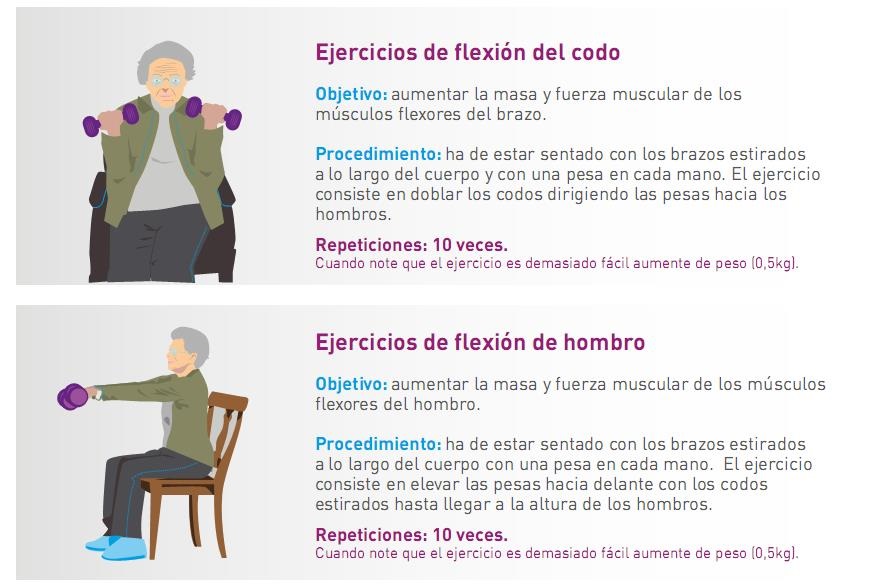 Ejercicios de flexión del codo
Objetivo: aumentar la masa y fuerza muscular de los
músculos flexores del brazo.
Procedimiento: ha de estar sentado con los brazos estirados
a lo largo del cuerpo y con una pesa en cada mano. El ejercicio
consiste en doblar los codos dirigiendo las pesas hacia los
hombros.
Repeticiones: 10 veces.
Cuando note que el ejercicio es demasiado fácil aumente de peso (0,5kg).
Ejercicios de flexión de hombro
Objetivo: aumentar la masa y fuerza muscular de los músculos
flexores del hombro.
Procedimiento: ha de estar sentado con los brazos estirados
a lo largo del cuerpo con una pesa en cada mano. El ejercicio
consiste en elevar las pesas hacia delante con los codos
estirados hasta llegar a la altura de los hombros.
Repeticiones: 10 veces.
Cuando note que el ejercicio es demasiado fácil aumente de peso (0,5kg).